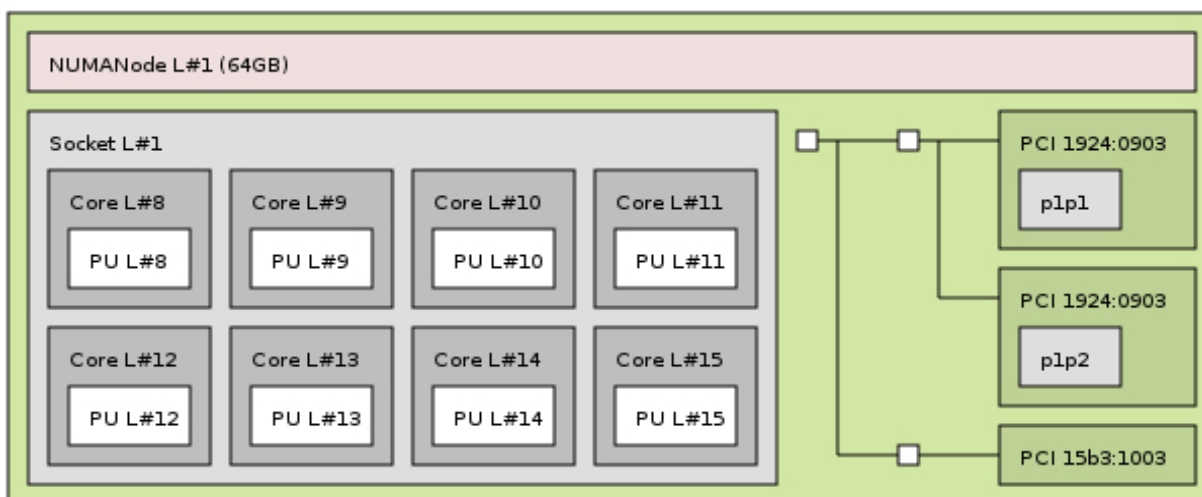 NUMANode L#1 (64GB)
Socket L#1
Core L#8
PU L#8
Core L#9
PU L#9
Core L#10
PU L#10
Core L#11
PU L#11
Core L#12
PU L#12
Core L#13
PU L#13
Core L#14
PU L#14
Core L#15
PU L#15
PCI 1924:0903
p1p1
PCI 1924:0903
p1p2
PCI 15b3:1003